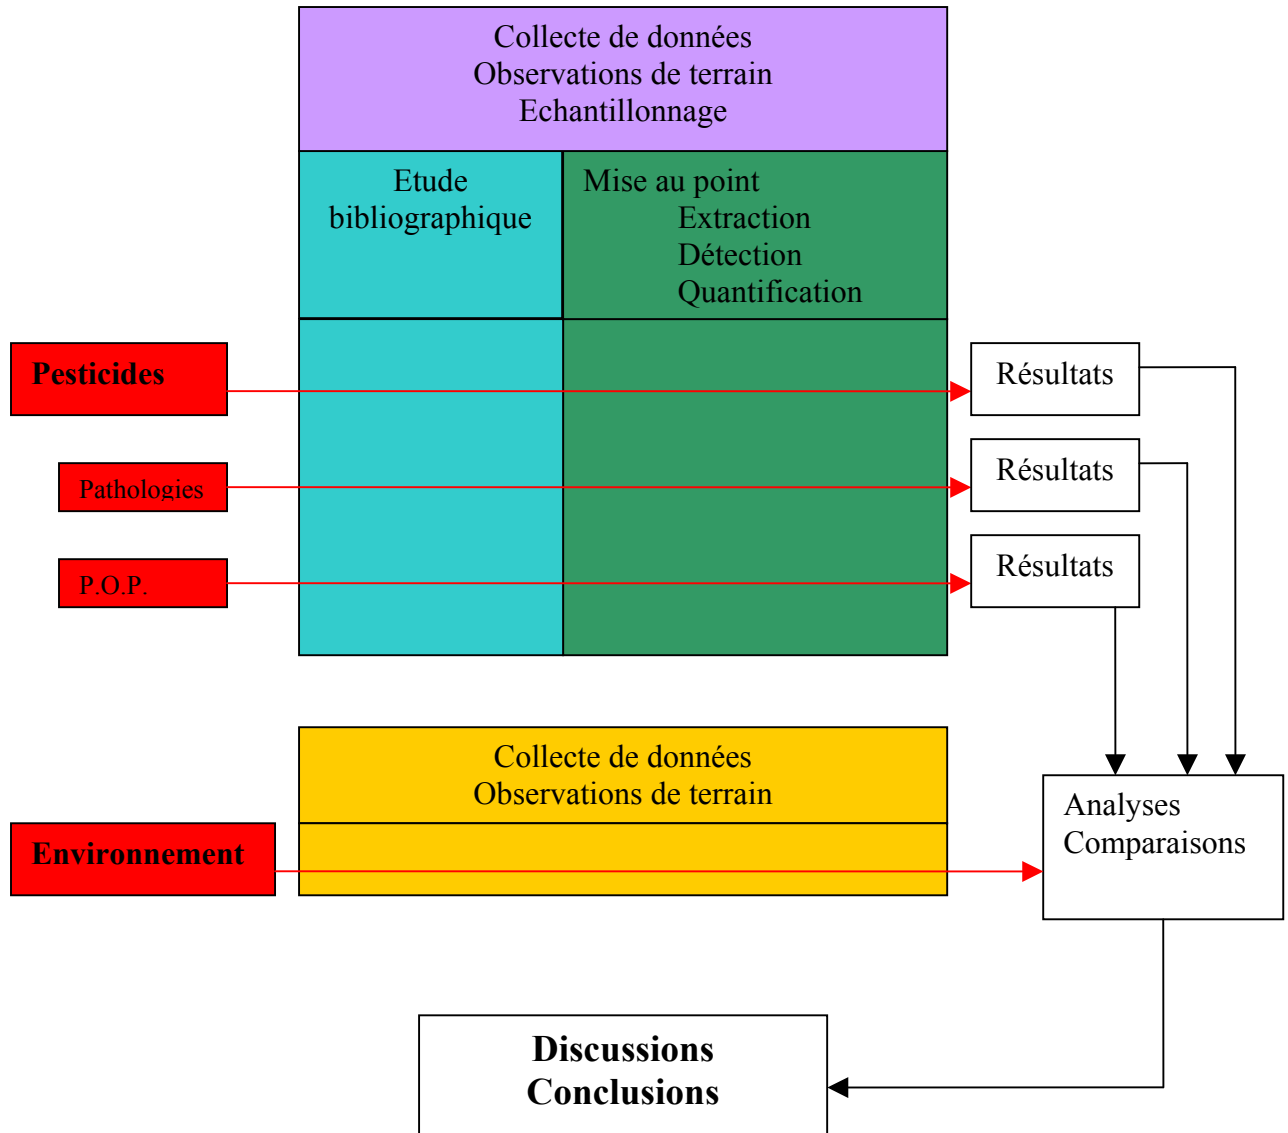 Collecte de données
Observations de terrain
Echantillonnage
Etude
bibliographique
Mise au point
Extraction
Détection
Quantification
Pesticides
Résultats
Pathologies
Résultats
P.O.P.
Résultats
Collecte de données
Observations de terrain
Environnement
Analyses
Comparaisons
Discussions
Conclusions